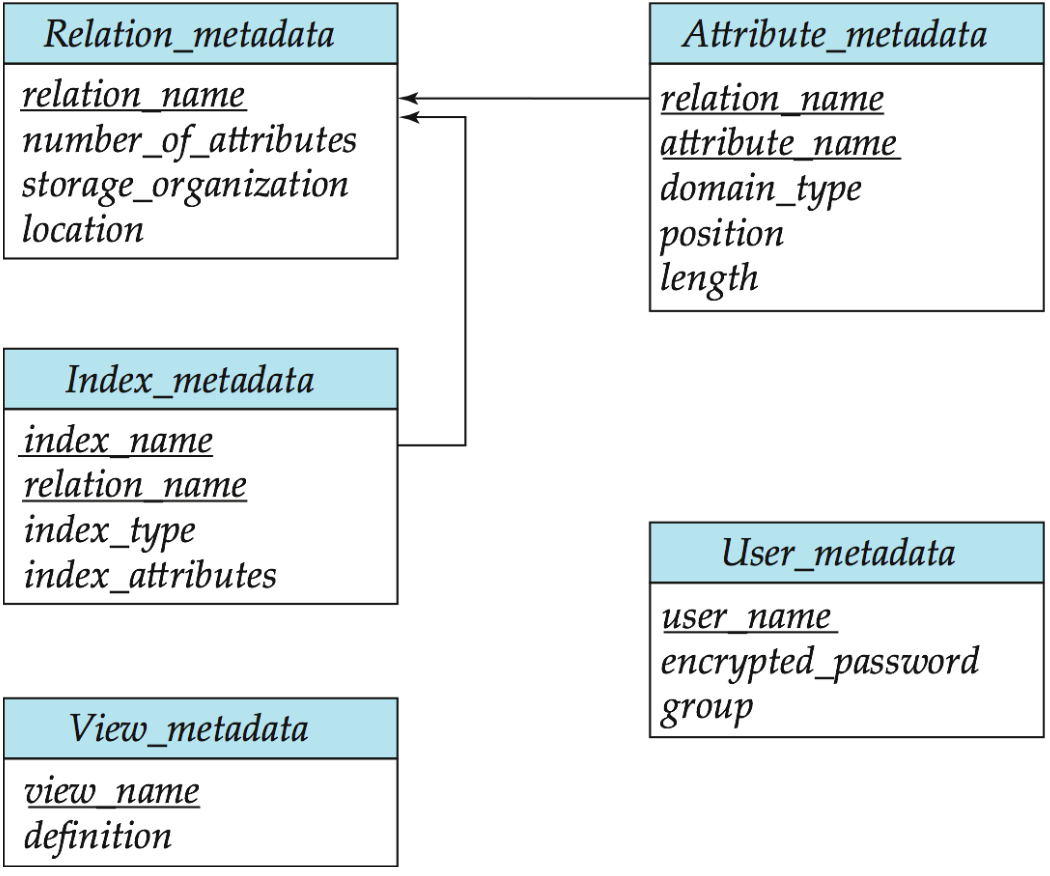 Relation_metadata
relation_name
number_of_attributes
storage_organization
location
Attribute_metadata
relation_name
attribute_name
domain_type
position
length
Index_metadata
index_name
relation_name
index_type
index_attributes
User_metadata
user_name
encrypted_password
group
View_metadata
view_name
definition